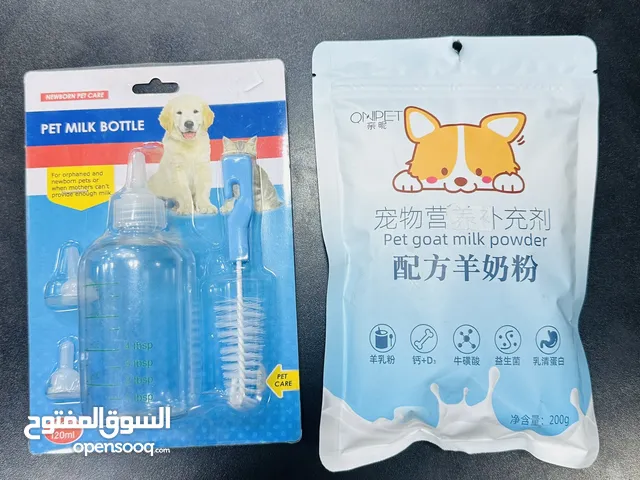 NEWBORN PET CARE
PET MILK BOTTLE
For orphaned and
newborn pets or
when mothers can't
provide enough milk
PET
CARE
120ml
السوق المفتوح
opensooq.com
QMIPET
亲昵
宠物营养补充剂
Pet goat milk powder
配方羊奶粉
羊乳粉
钙+D₃
牛磺酸
益生菌
乳清蛋白
净含量：200g